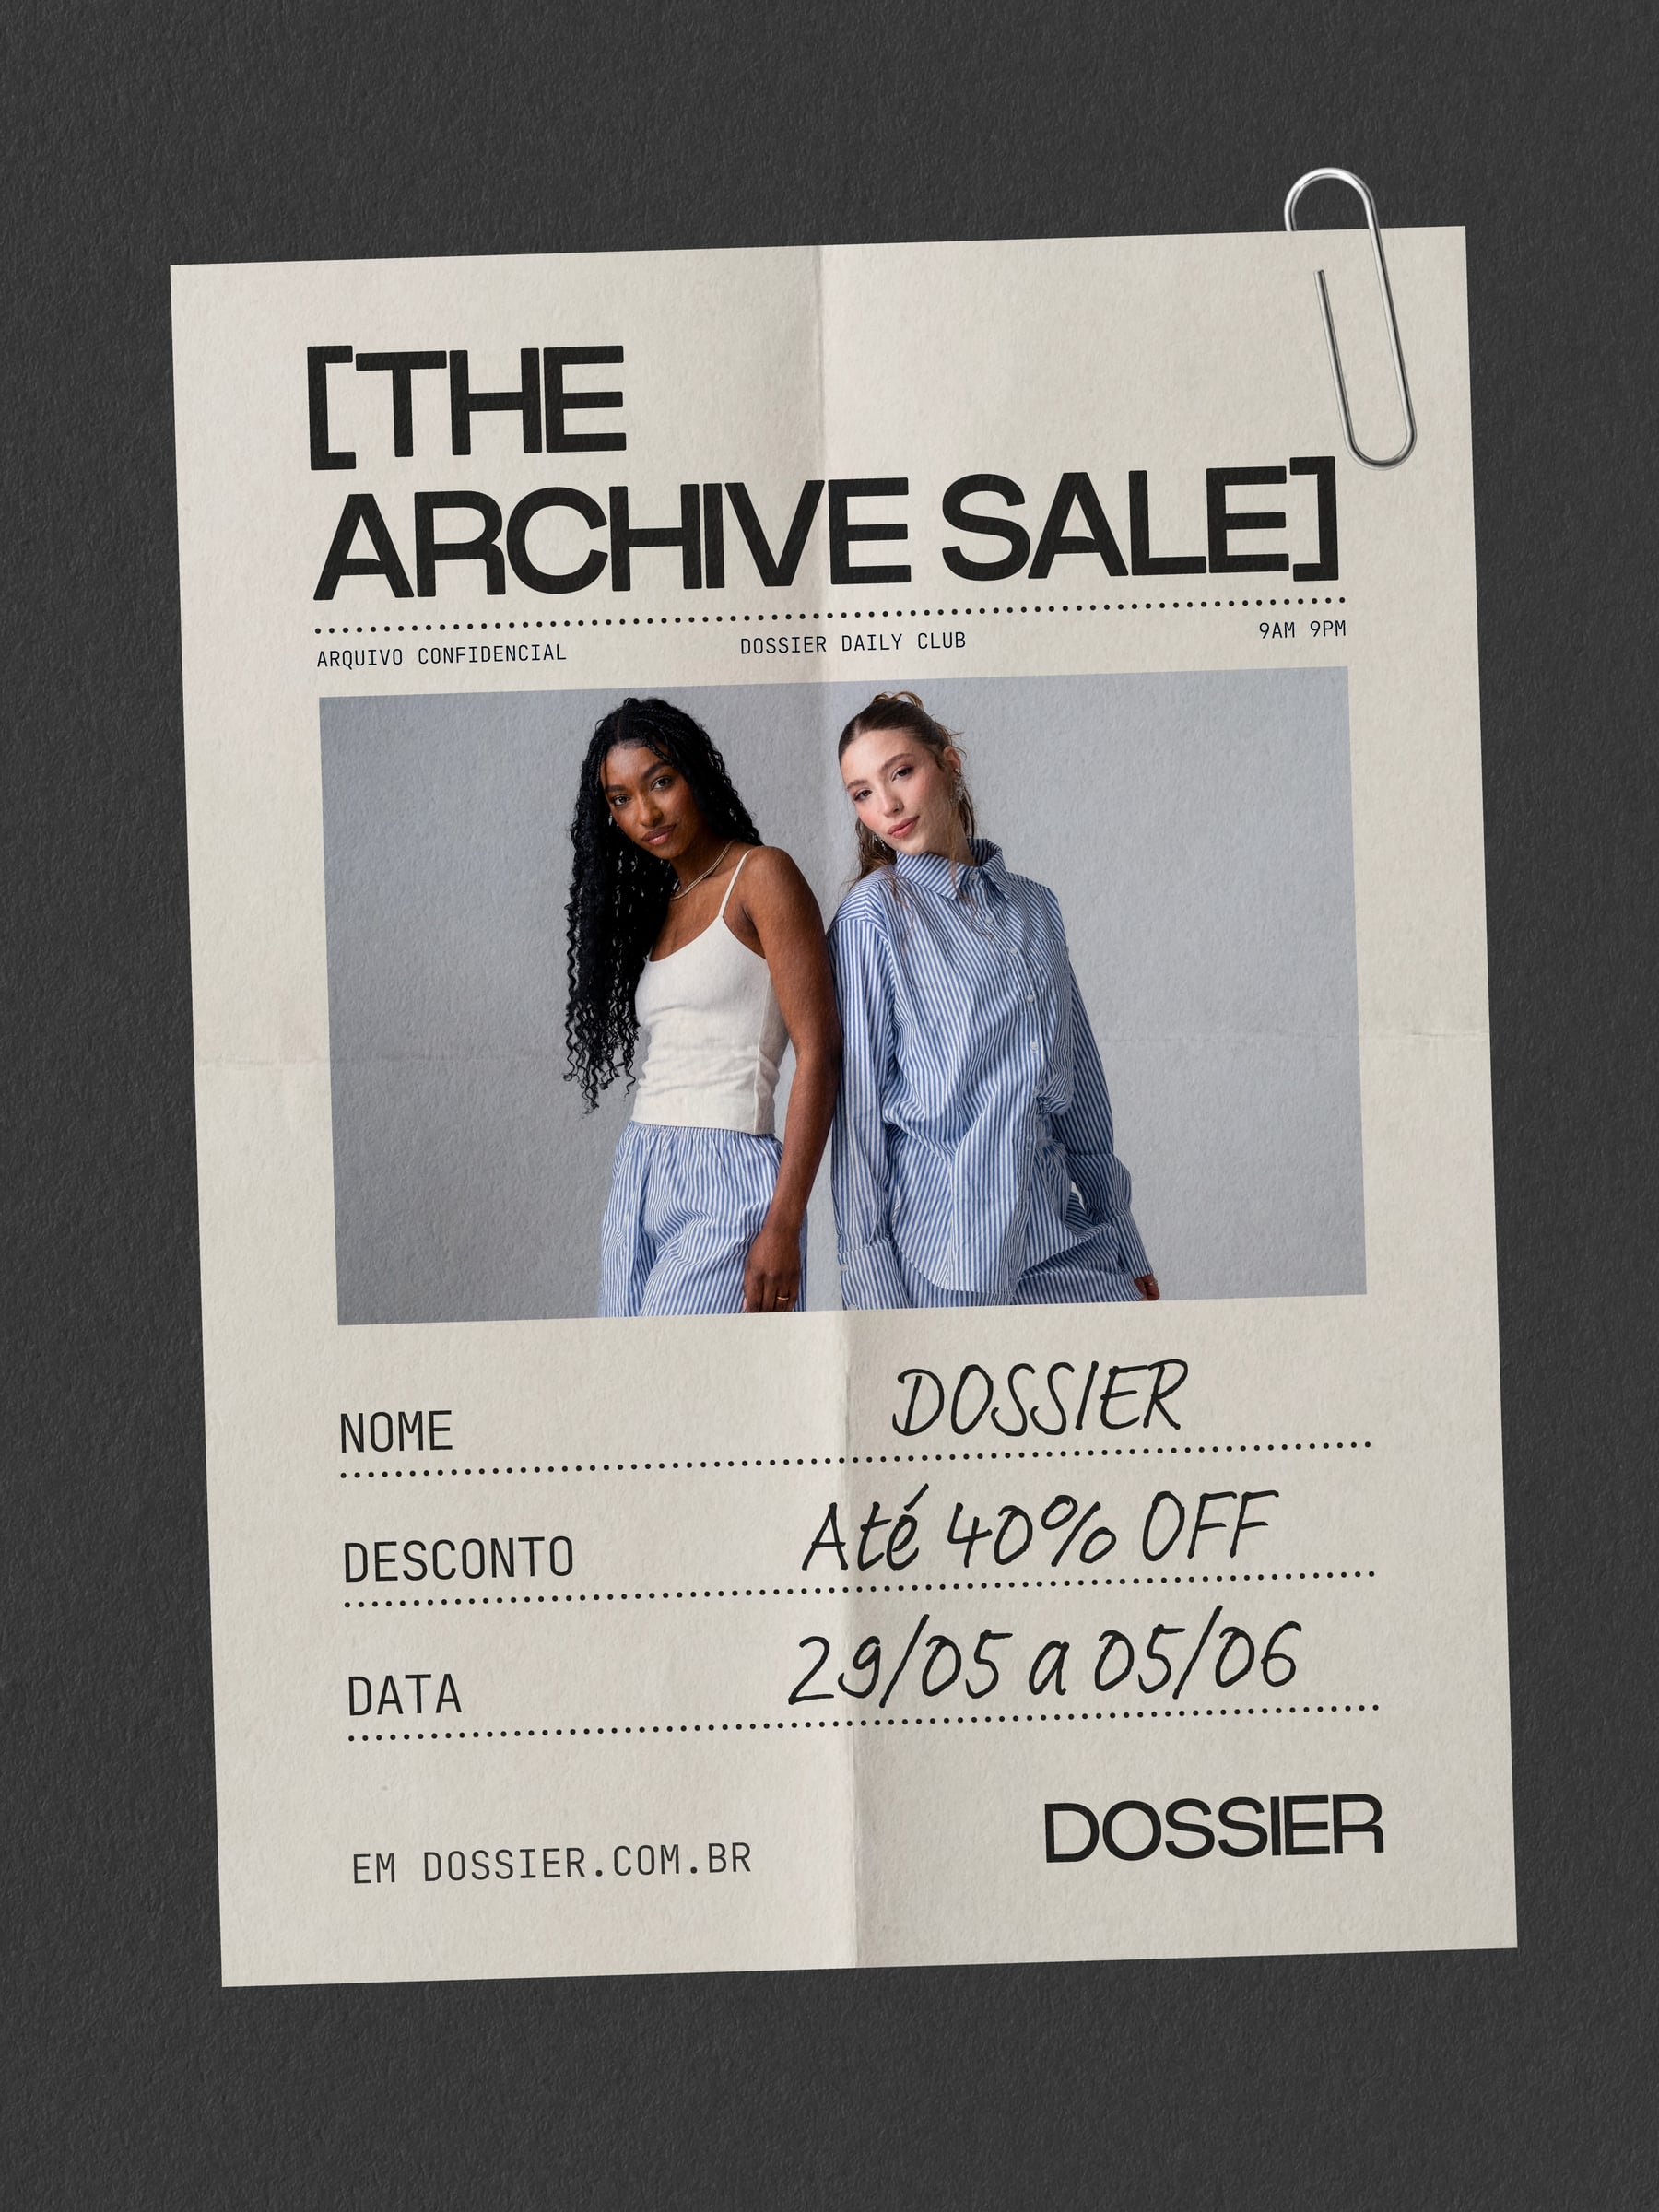 [THE
ARCHIVE SALE]
ARQUIVO CONFIDENCIAL DOSSIER DAILY CLUB 9AM 9PM
NOME DOSSIER
DESCONTO Até 40% OFF
DATA 29/05 a 05/06
EM DOSSIER.COM.BR DOSSIER